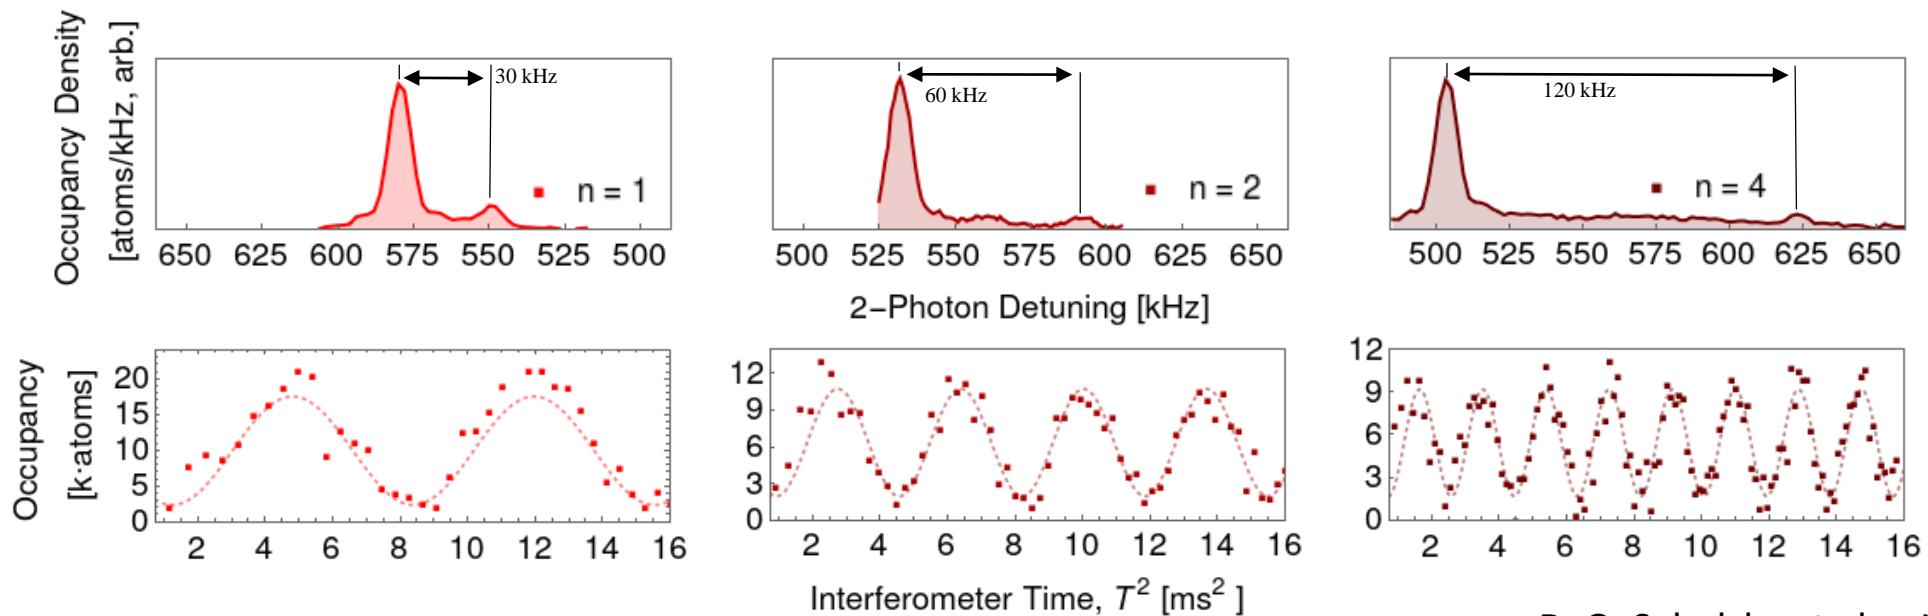 Occupancy Density
[atoms/kHz, arb.]
30 kHz
n = 1
650 625 600 575 550 525 500
60 kHz
n = 2
500 525 550 575 600 625 650
120 kHz
n = 4
500 525 550 575 600 625 650
2-Photon Detuning [kHz]
Occupancy
[k·atoms]
20
15
10
5
0
2 4 6 8 10 12 14 16
12
9
6
3
0
2 4 6 8 10 12 14 16
12
9
6
3
0
2 4 6 8 10 12 14 16
Interferometer Time, T² [ms² ]